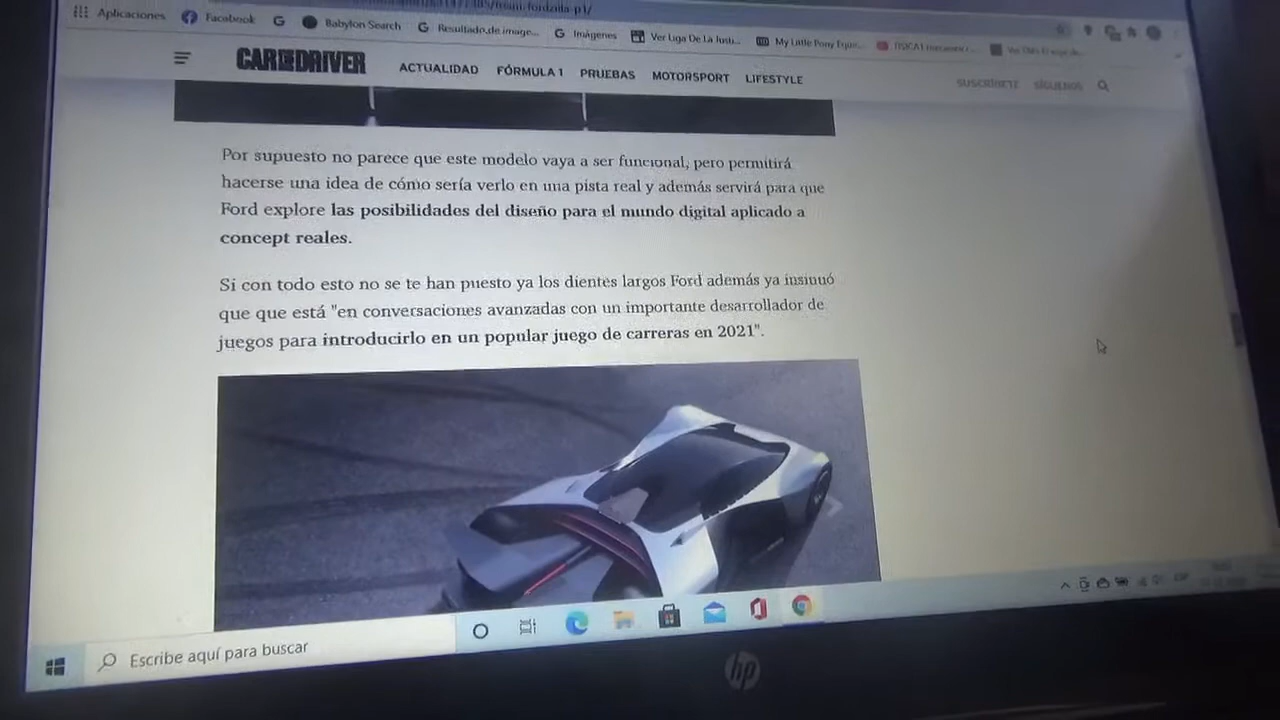 Aplicaciones Facebook Babylon Search Resultado de image... Imágenes Ver Liga De La Justi... My Little Pony Eque...
CAR AND DRIVER ACTUALIDAD FÓRMULA 1 PRUEBAS MOTORSPORT LIFESTYLE SUSCRÍBETE SÍGUENOS
Por supuesto no parece que este modelo vaya a ser funcional, pero permitirá
hacerse una idea de cómo sería verlo en una pista real y además servirá para que
Ford explore las posibilidades del diseño para el mundo digital aplicado a
concept reales.
Si con todo esto no se te han puesto ya los dientes largos Ford además ya insinuó
que que está "en conversaciones avanzadas con un importante desarrollador de
juegos para introducirlo en un popular juego de carreras en 2021".
Escribe aquí para buscar
hp